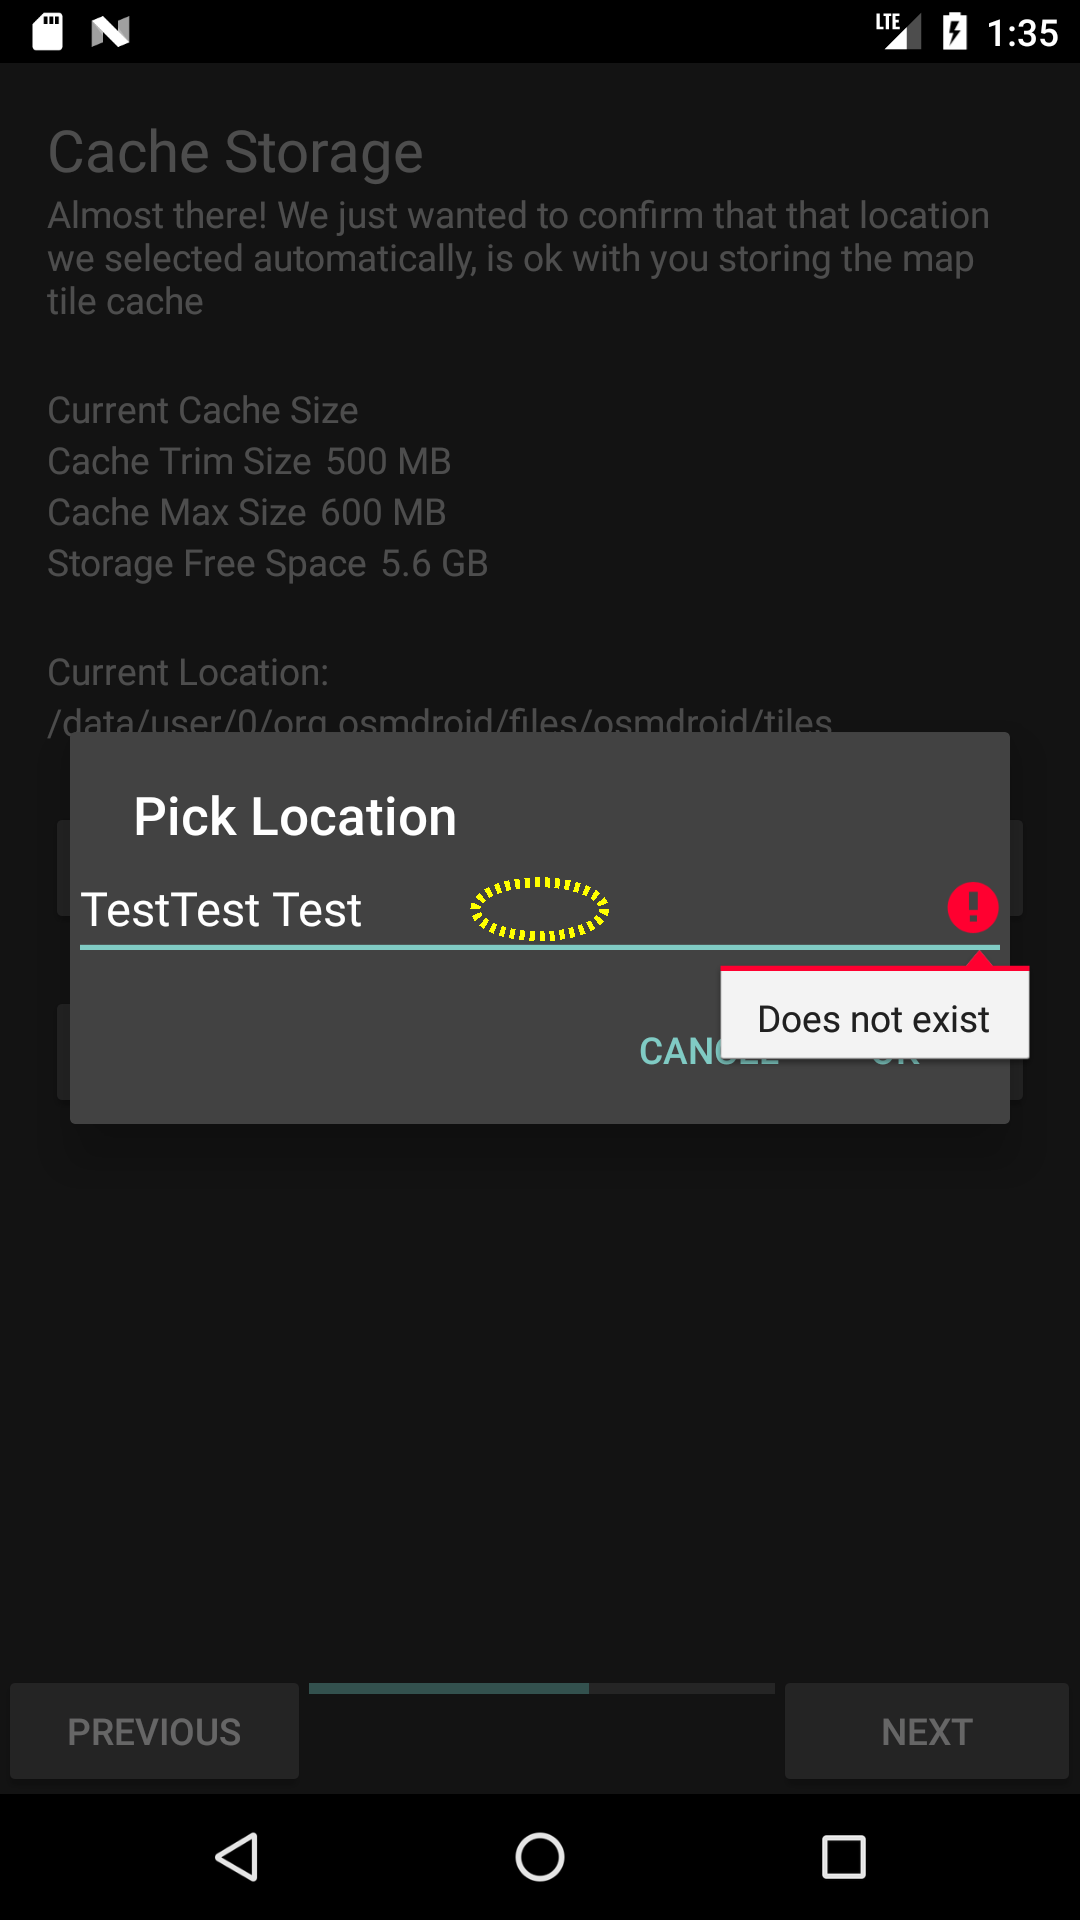 LTE 1:35
Cache Storage
Almost there! We just wanted to confirm that that location
we selected automatically, is ok with you storing the map
tile cache
Current Cache Size
Cache Trim Size 500 MB
Cache Max Size 600 MB
Storage Free Space 5.6 GB
Current Location:
/data/user/0/org.osmdroid/files/osmdroid/tiles
Pick Location
TestTest Test
Does not exist
CANCEL OK
PREVIOUS NEXT